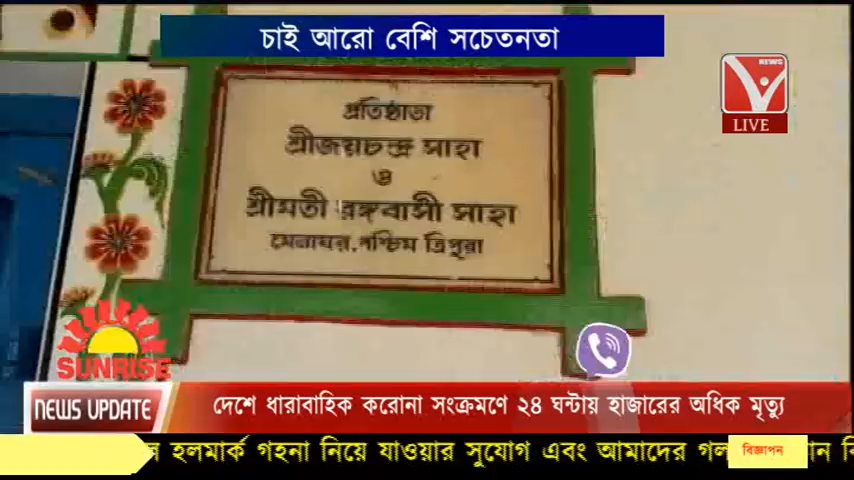 চাই আরো বেশি সচেতনতা
NEWS
V
LIVE
প্রতিষ্ঠাতা
শ্রীজয়চন্দ্র সাহা
ও
শ্রীমতী রঙ্গবাসী সাহা
মেলাঘর, পশ্চিম ত্রিপুরা
SUNRISE
NEWS UPDATE
দেশে ধারাবাহিক করোনা সংক্রমণে ২৪ ঘন্টায় হাজারের অধিক মৃত্যু
হলমার্ক গহনা নিয়ে যাওয়ার সুযোগ এবং আমাদের
বিজ্ঞাপন